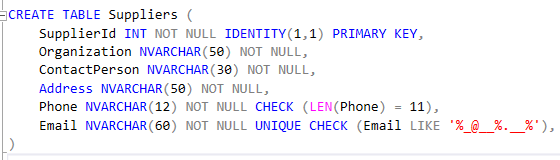 CREATE TABLE Suppliers (
SupplierId INT NOT NULL IDENTITY(1,1) PRIMARY KEY,
Organization NVARCHAR(50) NOT NULL,
ContactPerson NVARCHAR(30) NOT NULL,
Address NVARCHAR(50) NOT NULL,
Phone NVARCHAR(12) NOT NULL CHECK (LEN(Phone) = 11),
Email NVARCHAR(60) NOT NULL UNIQUE CHECK (Email LIKE '%_@__%.__%'),
)